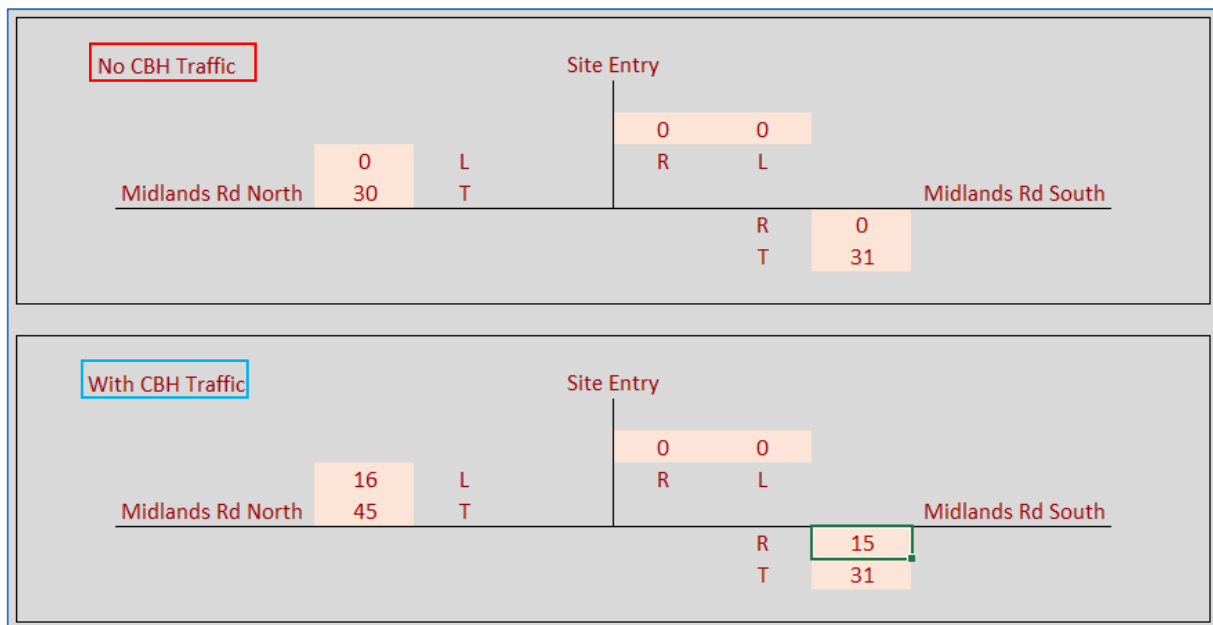 No CBH Traffic
Site Entry
0 0
0 L R L
Midlands Rd North 30 T Midlands Rd South
R 0
T 31
With CBH Traffic
Site Entry
0 0
16 L R L
Midlands Rd North 45 T Midlands Rd South
R 15
T 31